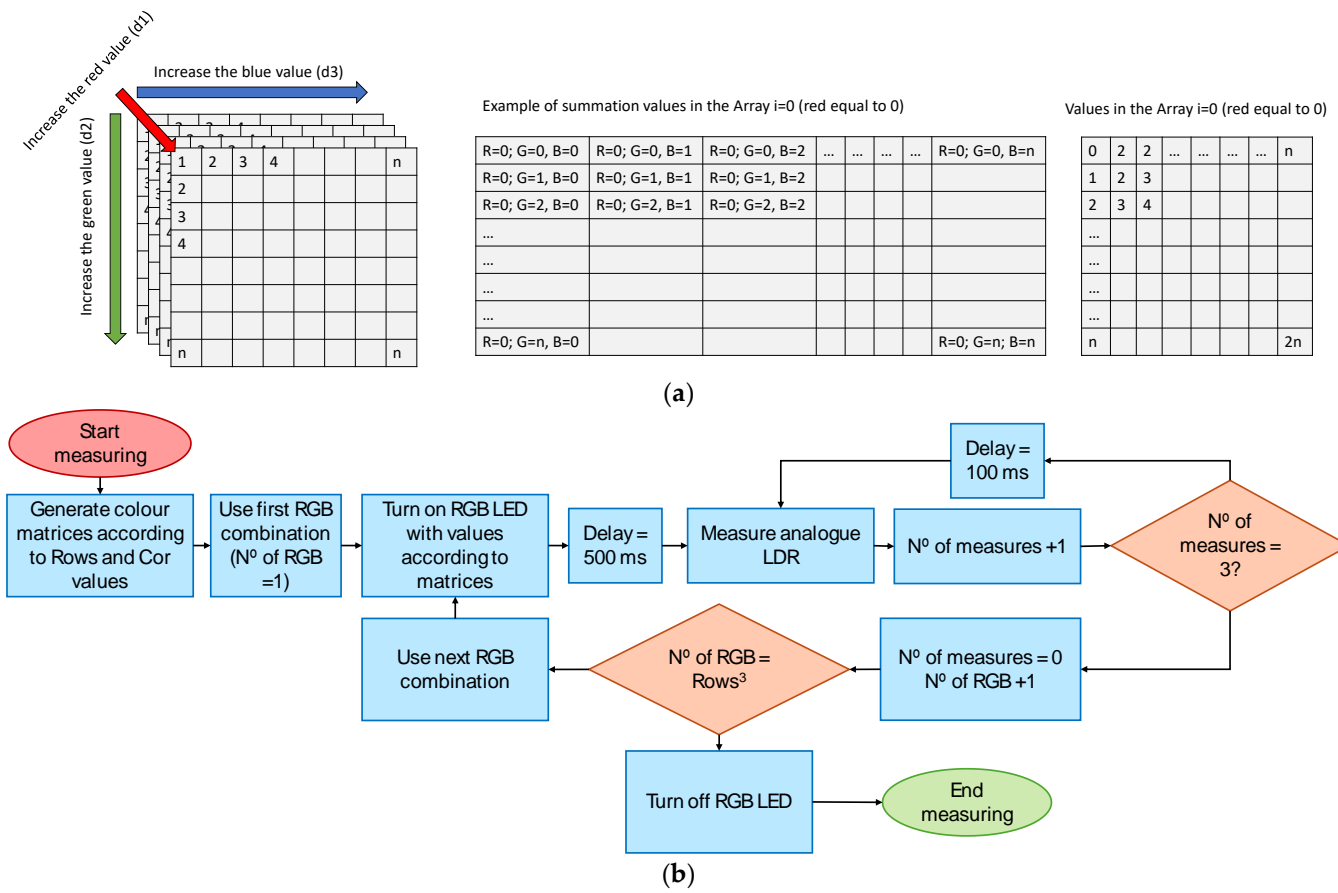 Increase the red value (d1)
Increase the blue value (d3)
Increase the green value (d2)
1 2 3 4 n
2
3
4
n n
Example of summation values in the Array i=0 (red equal to 0)
R=0; G=0, B=0 R=0; G=0, B=1 R=0; G=0, B=2 ... ... ... ... R=0; G=0, B=n
R=0; G=1, B=0 R=0; G=1, B=1 R=0; G=1, B=2
R=0; G=2, B=0 R=0; G=2, B=1 R=0; G=2, B=2
...
...
...
...
R=0; G=n, B=0 R=0; G=n; B=n
Values in the Array i=0 (red equal to 0)
0 2 2 ... ... ... ... n
1 2 3
2 3 4
...
...
...
...
n 2n
(a)
Start
measuring
Generate colour
matrices according
to Rows and Cor
values
Use first RGB
combination
(Nº of RGB
=1)
Turn on RGB LED
with values
according to
matrices
Delay =
500 ms
Measure analogue
LDR
Nº of measures +1
Nº of
measures =
3?
Delay =
100 ms
Nº of measures = 0
Nº of RGB +1
Nº of RGB =
Rows³
Use next RGB
combination
Turn off RGB LED
End
measuring
(b)